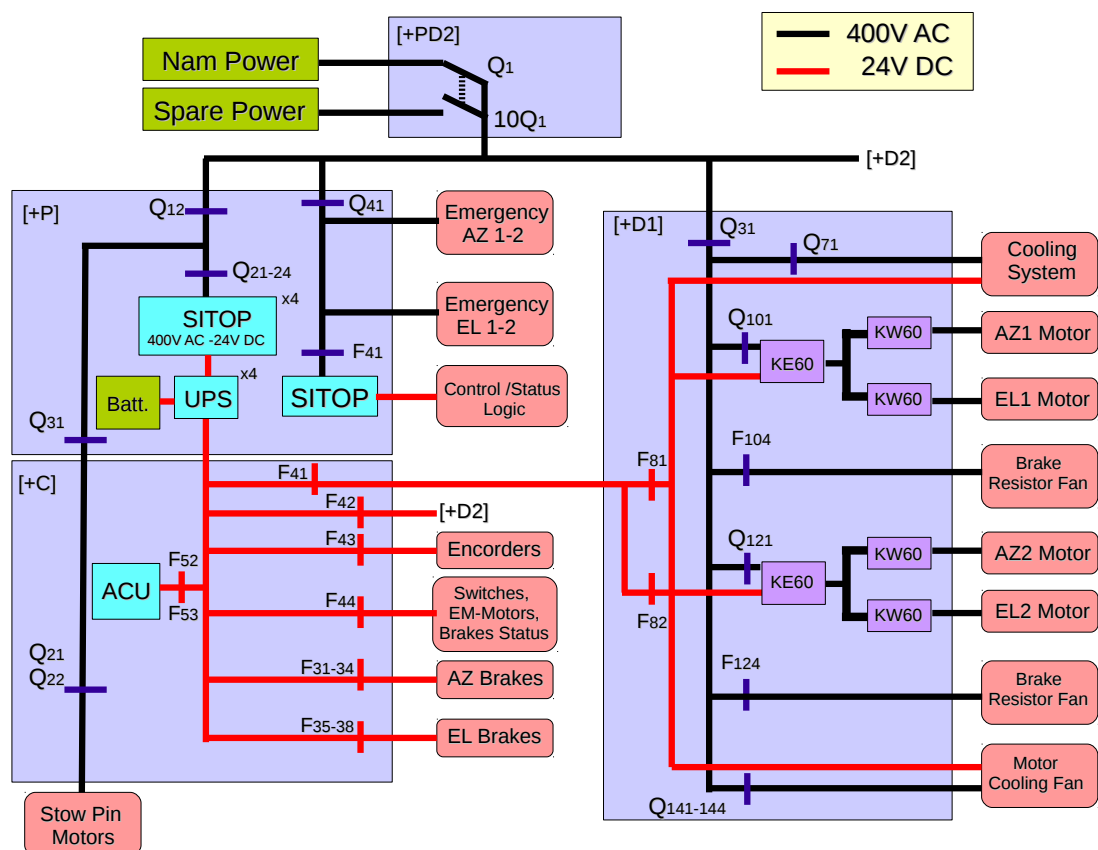 [+PD2]
400V AC
24V DC
Nam Power
Q1
Spare Power
10Q1
[+D2]
[+P]
Q12
Q41
Emergency
AZ 1-2
[+D1]
Q31
Q71
Cooling
System
Q21-24
x4
SITOP
400V AC -24V DC
Emergency
EL 1-2
Q101
KW60
AZ1 Motor
F41
KE60
x4
Batt.
UPS
SITOP
Control /Status
Logic
KW60
EL1 Motor
Q31
F104
[+C]
F41
F81
Brake
Resistor Fan
F42
[+D2]
F43
Encorders
Q121
KW60
AZ2 Motor
F52
ACU
F53
F44
Switches,
EM-Motors,
Brakes Status
KE60
F82
KW60
EL2 Motor
Q21
Q22
F31-34
AZ Brakes
F124
Brake
Resistor Fan
F35-38
EL Brakes
Motor
Cooling Fan
Q141-144
Stow Pin
Motors